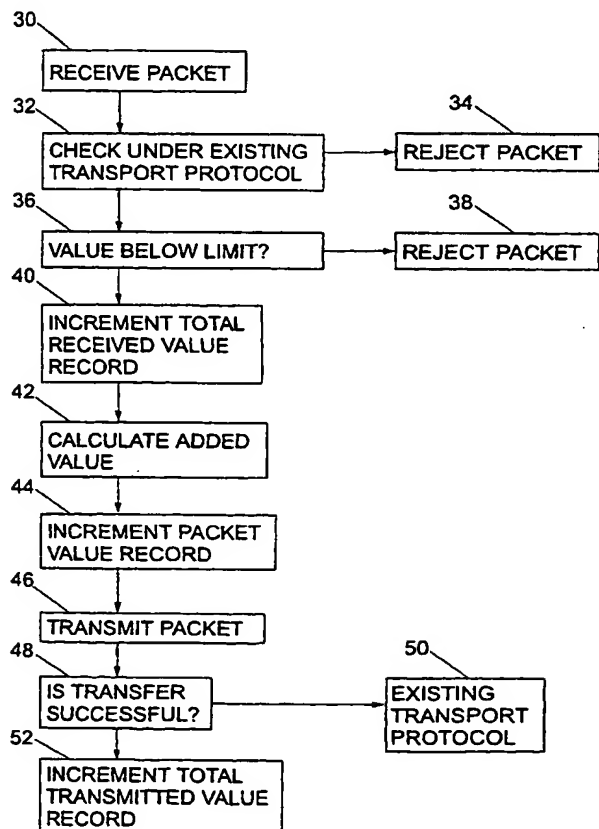 30
RECEIVE PACKET
32
34
CHECK UNDER EXISTING
TRANSPORT PROTOCOL
REJECT PACKET
36
38
VALUE BELOW LIMIT?
REJECT PACKET
40
INCREMENT TOTAL
RECEIVED VALUE
RECORD
42
CALCULATE ADDED
VALUE
44
INCREMENT PACKET
VALUE RECORD
46
TRANSMIT PACKET
48
50
IS TRANSFER
SUCCESSFUL?
EXISTING
TRANSPORT
PROTOCOL
52
INCREMENT TOTAL
TRANSMITTED VALUE
RECORD